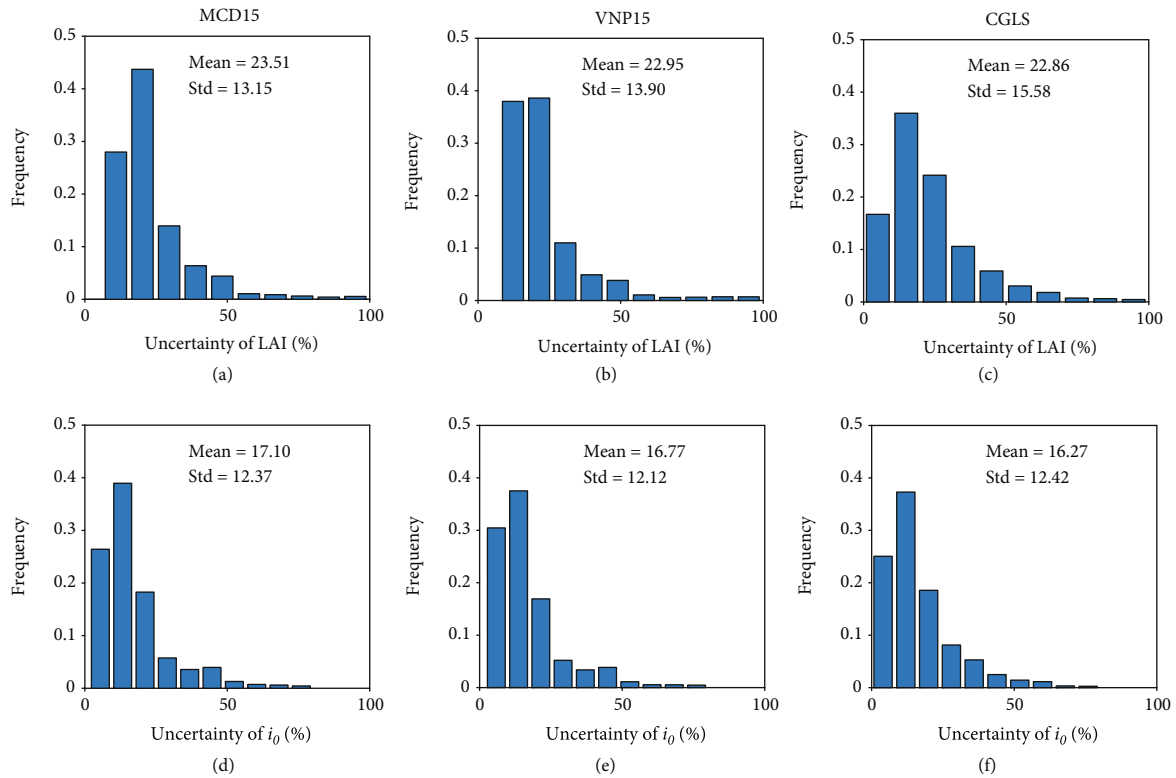 MCD15
0.5
0.4
0.3
0.2
0.1
0
Frequency
Mean = 23.51
Std = 13.15
0 50 100
Uncertainty of LAI (%)
(a)
VNP15
0.5
0.4
0.3
0.2
0.1
0
Frequency
Mean = 22.95
Std = 13.90
0 50 100
Uncertainty of LAI (%)
(b)
CGLS
0.5
0.4
0.3
0.2
0.1
0
Frequency
Mean = 22.86
Std = 15.58
0 50 100
Uncertainty of LAI (%)
(c)
0.5
0.4
0.3
0.2
0.1
0
Frequency
Mean = 17.10
Std = 12.37
0 50 100
Uncertainty of i0 (%)
(d)
0.5
0.4
0.3
0.2
0.1
0
Frequency
Mean = 16.77
Std = 12.12
0 50 100
Uncertainty of i0 (%)
(e)
0.5
0.4
0.3
0.2
0.1
0
Frequency
Mean = 16.27
Std = 12.42
0 50 100
Uncertainty of i0 (%)
(f)